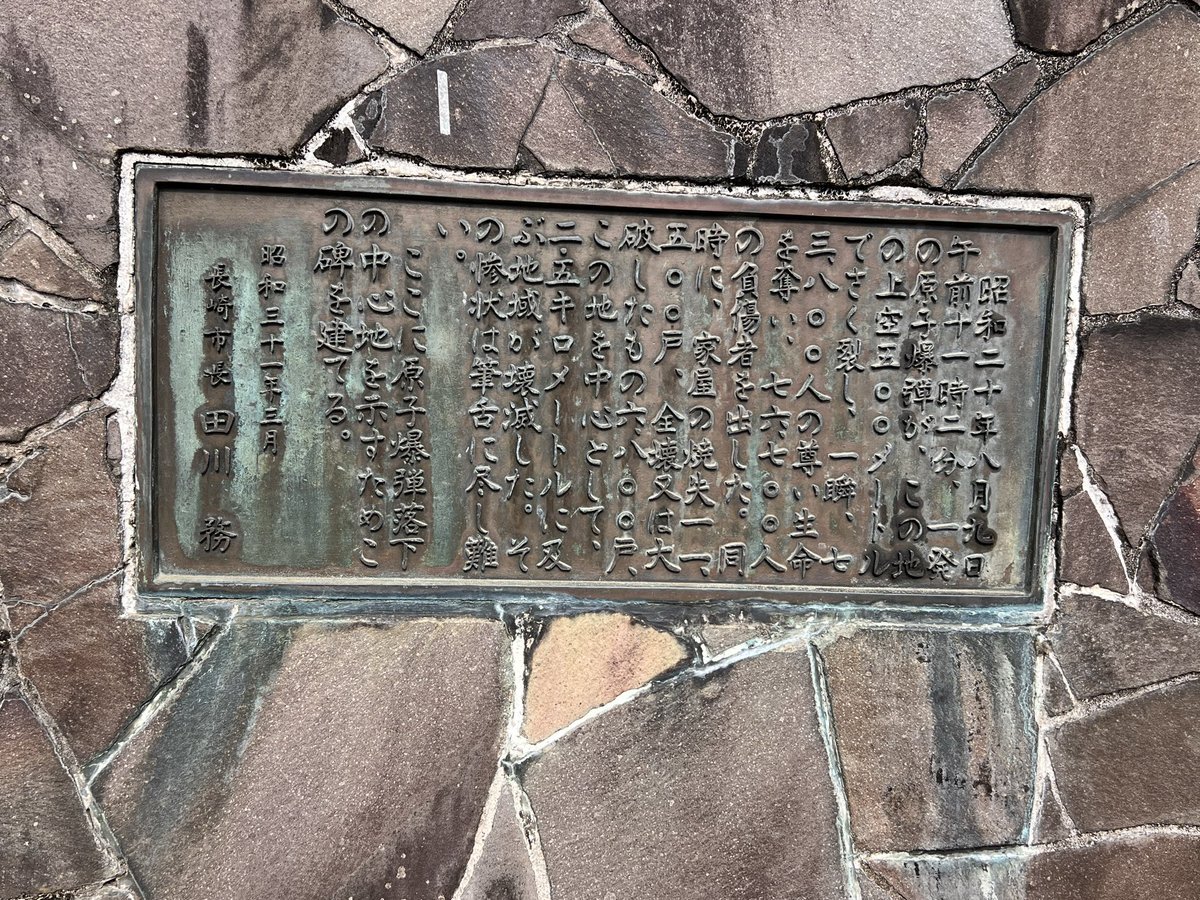 昭和二十年八月九日
午前十一時二分、一発
の原子爆弾が、この地
の上空五〇〇メートル
でさく裂し、一瞬、七
三、八〇〇人の尊い生命
を奪い、七六、七〇〇人
の負傷者を出した。同
時に、家屋の焼失一一、
五〇〇戸、全壊又は大
破したもの六、八〇〇戸、
この地を中心として、
二・五キロメートルに及
ぶ地域が壊滅した。そ
の惨状は筆舌に尽し難
い。
ここに原子爆弾落下
の中心地を示すためこ
の碑を建てる。
昭和三十一年三月
長崎市長 田川 務